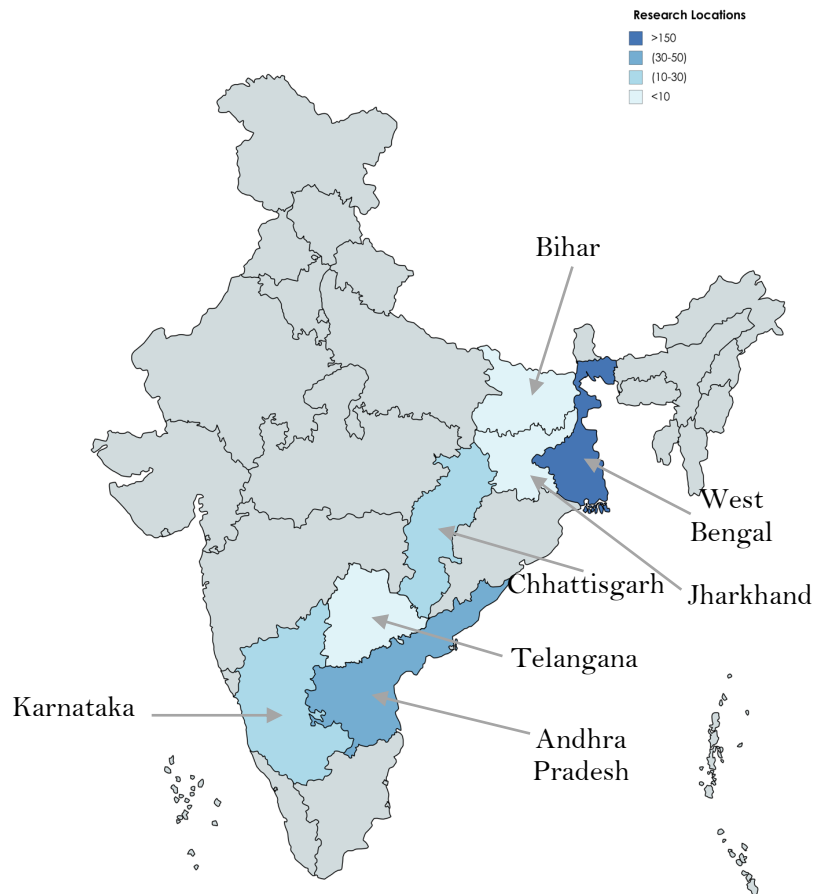 Research Locations
>150
(30-50)
(10-30)
<10
Bihar
West
Bengal
Chhattisgarh
Jharkhand
Telangana
Karnataka
Andhra
Pradesh